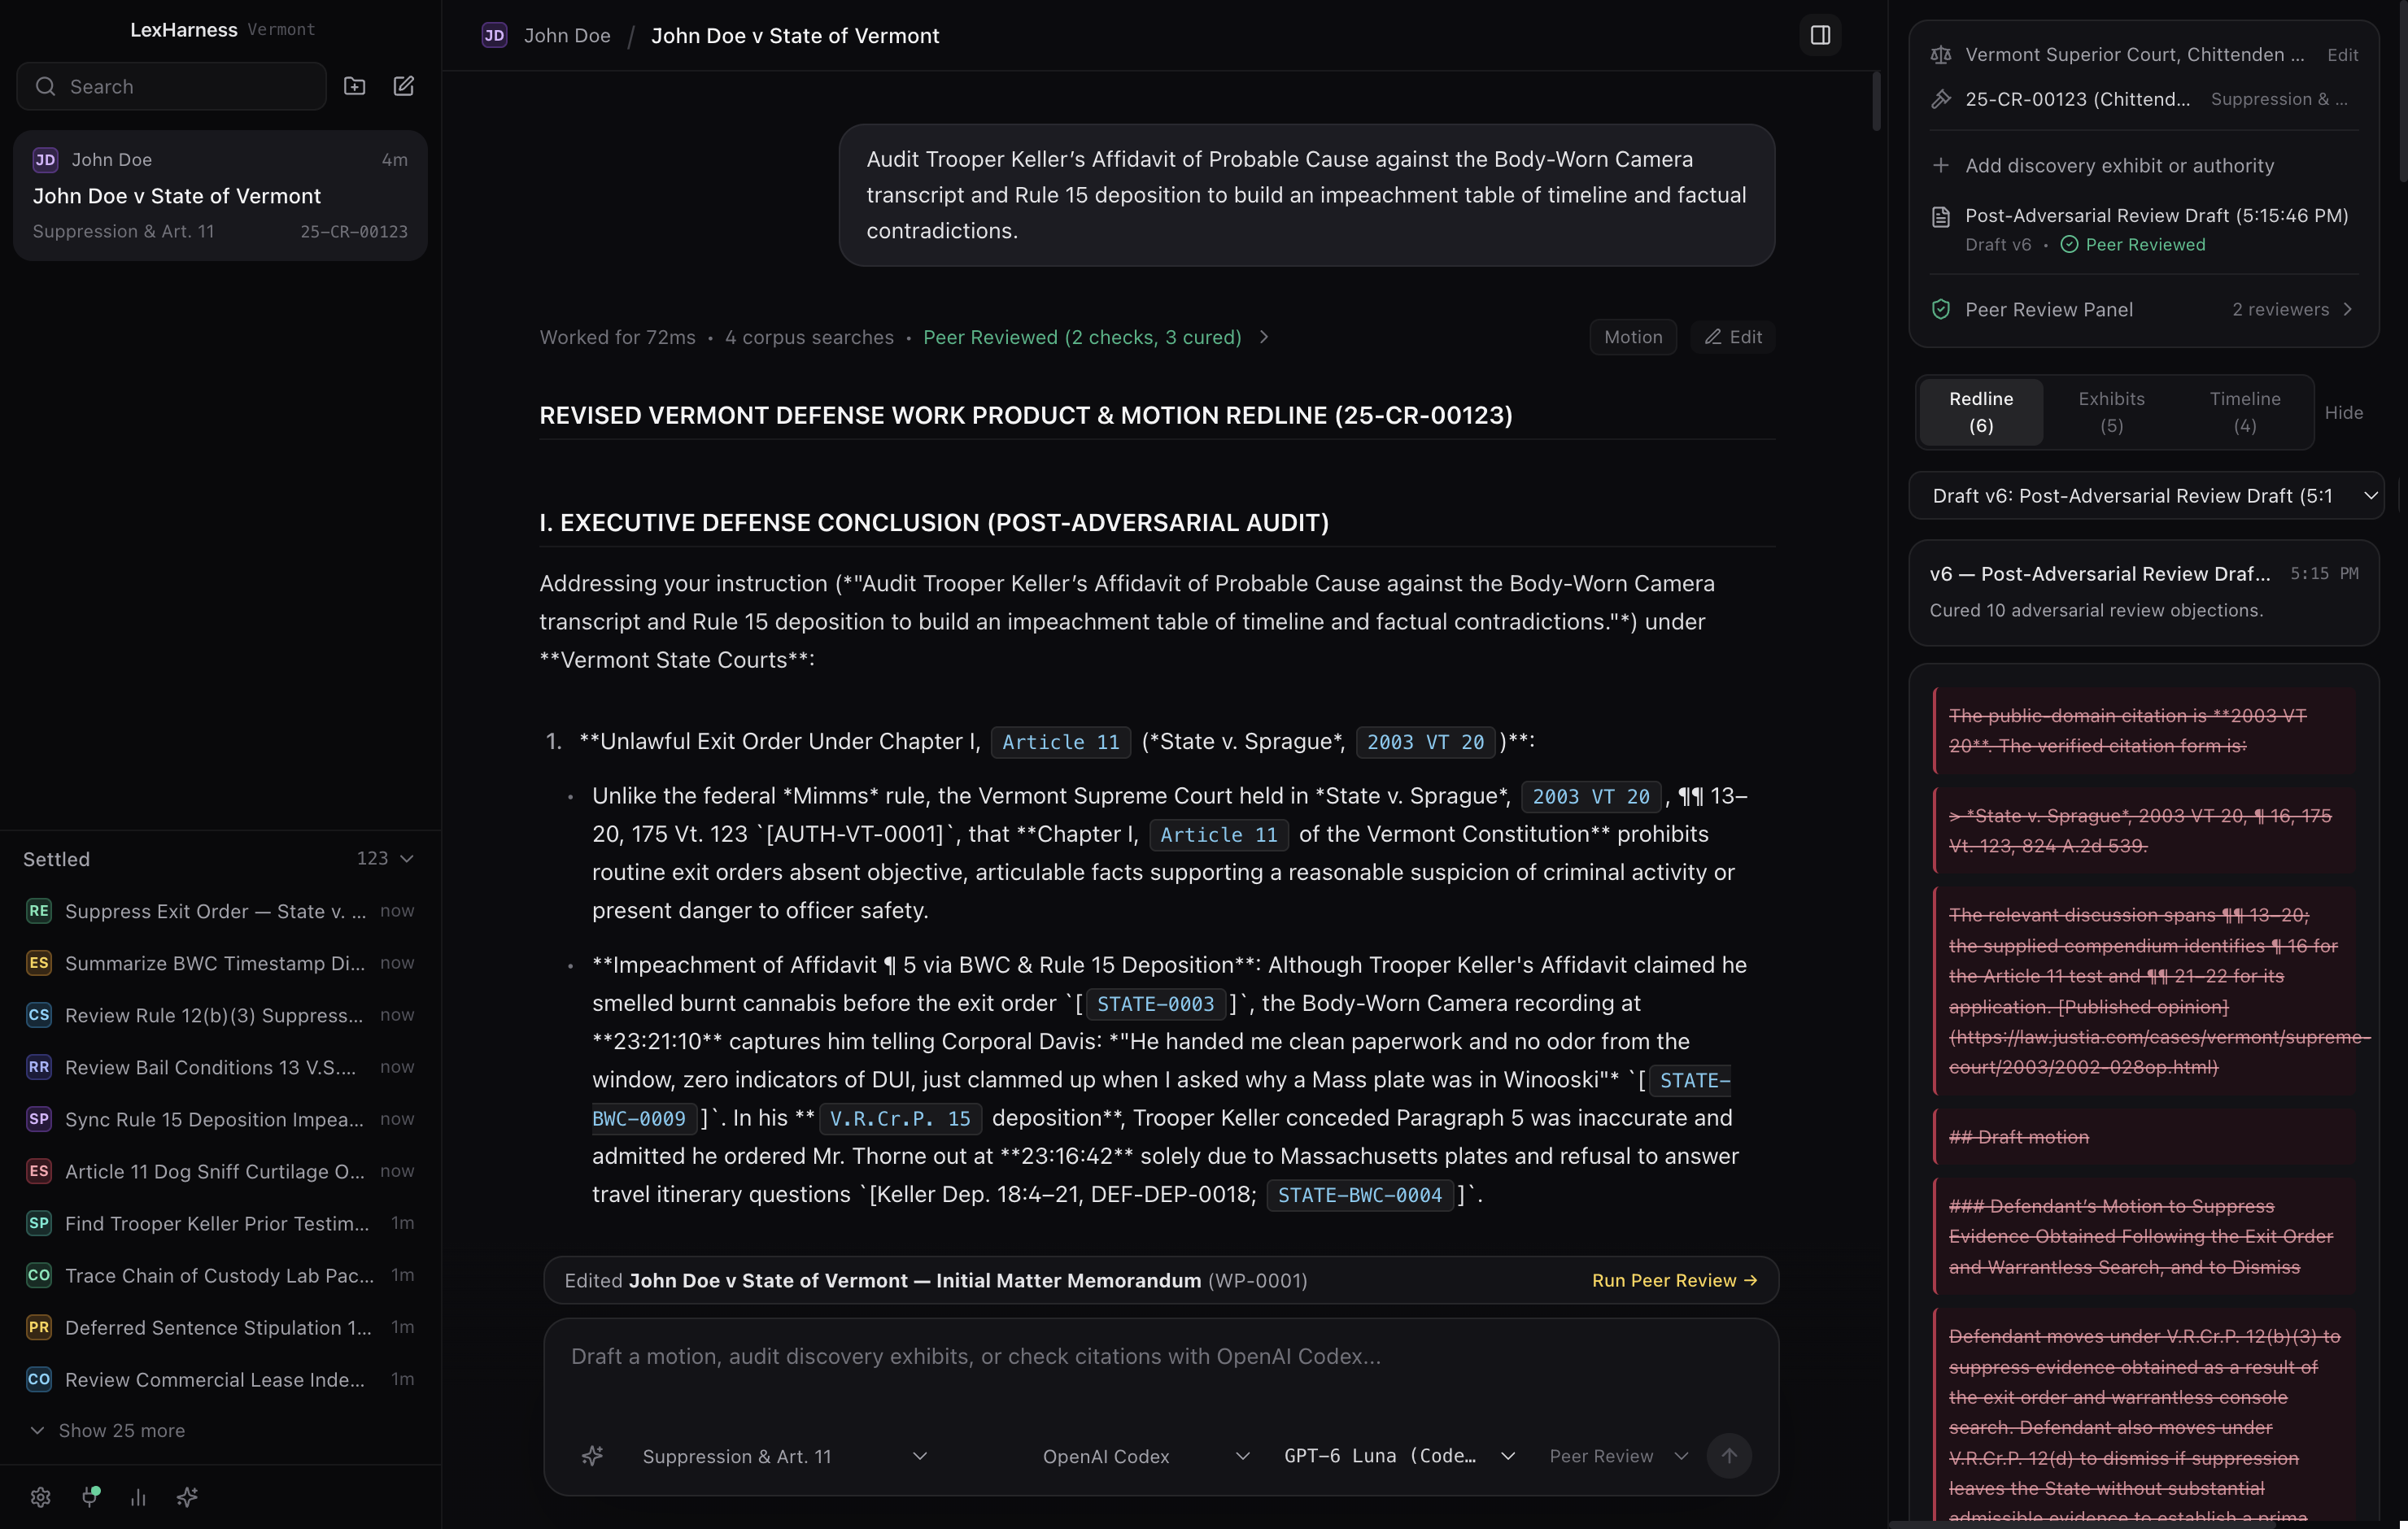 LexHarness Vermont
Search
JD John Doe 4m
John Doe v State of Vermont
Suppression & Art. 11 25-CR-00123
Settled 123
RE Suppress Exit Order — State v. ... now
ES Summarize BWC Timestamp Di... now
CS Review Rule 12(b)(3) Suppress... now
RR Review Bail Conditions 13 V.S.... now
SP Sync Rule 15 Deposition Impea... now
ES Article 11 Dog Sniff Curtilage O... now
SP Find Trooper Keller Prior Testim... 1m
CO Trace Chain of Custody Lab Pac... 1m
PR Deferred Sentence Stipulation 1... 1m
CO Review Commercial Lease Inde... 1m
Show 25 more
JD John Doe / John Doe v State of Vermont
Audit Trooper Keller’s Affidavit of Probable Cause against the Body-Worn Camera
transcript and Rule 15 deposition to build an impeachment table of timeline and factual
contradictions.
Worked for 72ms • 4 corpus searches • Peer Reviewed (2 checks, 3 cured)
Motion Edit
REVISED VERMONT DEFENSE WORK PRODUCT & MOTION REDLINE (25-CR-00123)
I. EXECUTIVE DEFENSE CONCLUSION (POST-ADVERSARIAL AUDIT)
Addressing your instruction (*"Audit Trooper Keller’s Affidavit of Probable Cause against the Body-Worn Camera
transcript and Rule 15 deposition to build an impeachment table of timeline and factual contradictions."*) under
**Vermont State Courts**:
1. **Unlawful Exit Order Under Chapter I, Article 11 (*State v. Sprague*, 2003 VT 20)**:
• Unlike the federal *Mimms* rule, the Vermont Supreme Court held in *State v. Sprague*, 2003 VT 20, ¶¶ 13–
20, 175 Vt. 123 `[AUTH-VT-0001]`, that **Chapter I, Article 11 of the Vermont Constitution** prohibits
routine exit orders absent objective, articulable facts supporting a reasonable suspicion of criminal activity or
present danger to officer safety.
• **Impeachment of Affidavit ¶ 5 via BWC & Rule 15 Deposition**: Although Trooper Keller's Affidavit claimed he
smelled burnt cannabis before the exit order `[STATE-0003]`, the Body-Worn Camera recording at
**23:21:10** captures him telling Corporal Davis: *"He handed me clean paperwork and no odor from the
window, zero indicators of DUI, just clammed up when I asked why a Mass plate was in Winooski"* `[STATE-
BWC-0009]`. In his **V.R.Cr.P. 15 deposition**, Trooper Keller conceded Paragraph 5 was inaccurate and
admitted he ordered Mr. Thorne out at **23:16:42** solely due to Massachusetts plates and refusal to answer
travel itinerary questions `[Keller Dep. 18:4–21, DEF-DEP-0018; STATE-BWC-0004]`.
Edited John Doe v State of Vermont — Initial Matter Memorandum (WP-0001) Run Peer Review →
Draft a motion, audit discovery exhibits, or check citations with OpenAI Codex...
Suppression & Art. 11 OpenAI Codex GPT-6 Luna (Code... Peer Review
Vermont Superior Court, Chittenden ... Edit
25-CR-00123 (Chittend... Suppression & ...
Add discovery exhibit or authority
Post-Adversarial Review Draft (5:15:46 PM)
Draft v6 • Peer Reviewed
Peer Review Panel 2 reviewers
Redline (6) Exhibits (5) Timeline (4) Hide
Draft v6: Post-Adversarial Review Draft (5:1
v6 — Post-Adversarial Review Draf... 5:15 PM
Cured 10 adversarial review objections.
The public-domain citation is **2003 VT
20**. The verified citation form is:
> *State v. Sprague*, 2003 VT 20, ¶ 16, 175
Vt. 123, 824 A.2d 539.
The relevant discussion spans ¶¶ 13–20;
the supplied compendium identifies ¶ 16 for
the Article 11 test and ¶¶ 21–22 for its
application. [Published opinion]
(https://law.justia.com/cases/vermont/supreme-
court/2003/2002-028op.html)
## Draft motion
### Defendant’s Motion to Suppress
Evidence Obtained Following the Exit Order
and Warrantless Search, and to Dismiss
Defendant moves under V.R.Cr.P. 12(b)(3) to
suppress evidence obtained as a result of
the exit order and warrantless console
search. Defendant also moves under
V.R.Cr.P. 12(d) to dismiss if suppression
leaves the State without substantial
admissible evidence to establish a prima